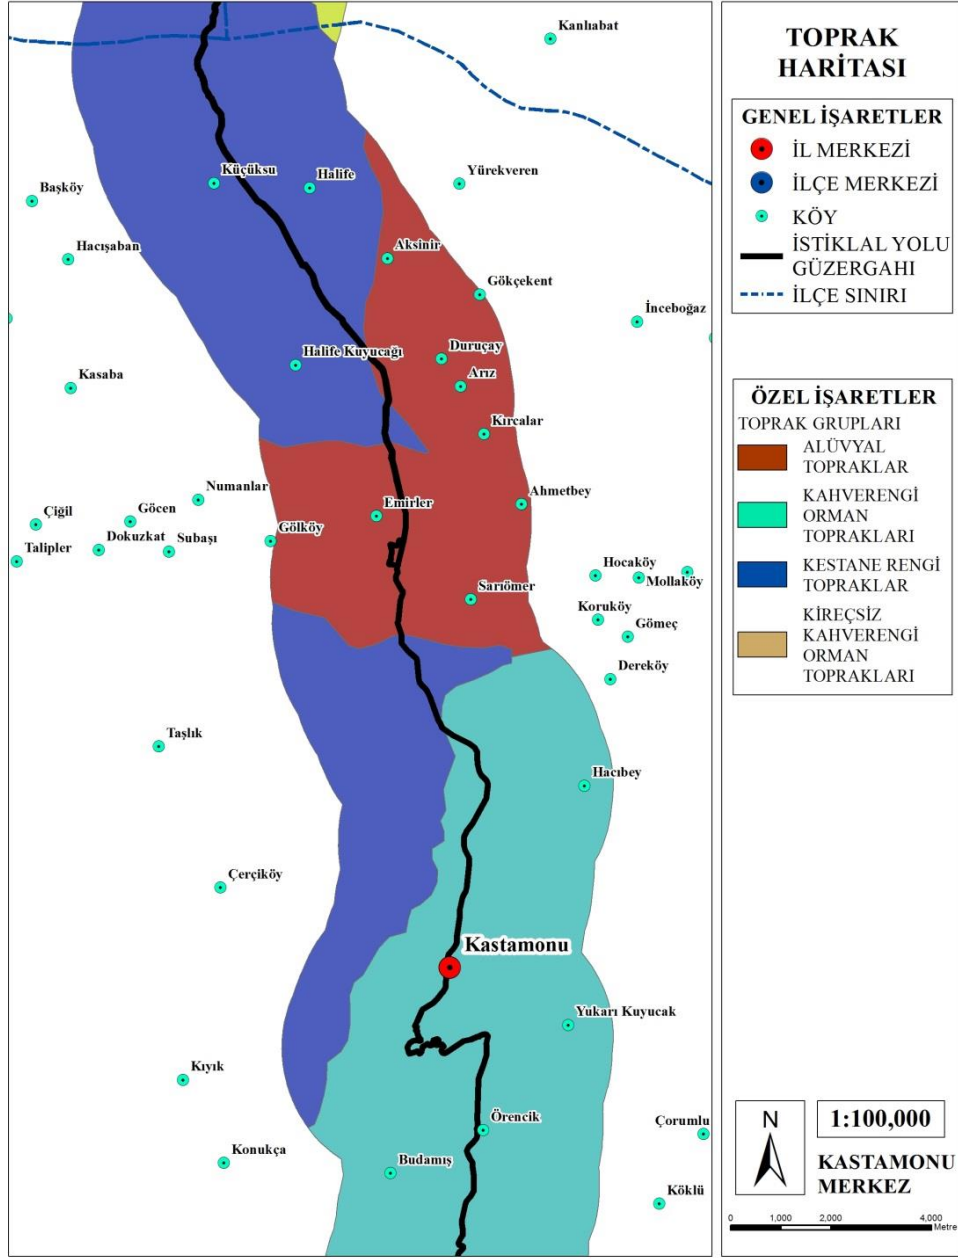 Kanlıabat
Küçüksu
Halife
Yürekveren
Başköy
Hacışaban
Aksinir
Gökçekent
İnceboğaz
Halife Kuyucağı
Duruçay
Kasaba
Arız
Kırcalar
Numanlar
Ahmetbey
Emirler
Çiğil
Göcen
Gölköy
Dokuzkat
Subaşı
Talipler
Hocaköy
Mollaköy
Sarıömer
Koruköy
Gömeç
Dereköy
Taşlık
Hacıbey
Çerçiköy
Kastamonu
Yukarı Kuyucak
Kıyık
Örencik
Çorumlu
Konukça
Budamış
Köklü
TOPRAK
HARİTASI
GENEL İŞARETLER
İL MERKEZİ
İLÇE MERKEZİ
KÖY
İSTİKLAL YOLU
GÜZERGAHI
İLÇE SINIRI
ÖZEL İŞARETLER
TOPRAK GRUPLARI
ALÜVYAL
TOPRAKLAR
KAHVERENGİ
ORMAN
TOPRAKLARI
KESTANE RENGİ
TOPRAKLAR
KİREÇSİZ
KAHVERENGİ
ORMAN
TOPRAKLARI
N
1:100,000
KASTAMONU
MERKEZ
0 1,000 2,000 4,000
Metre